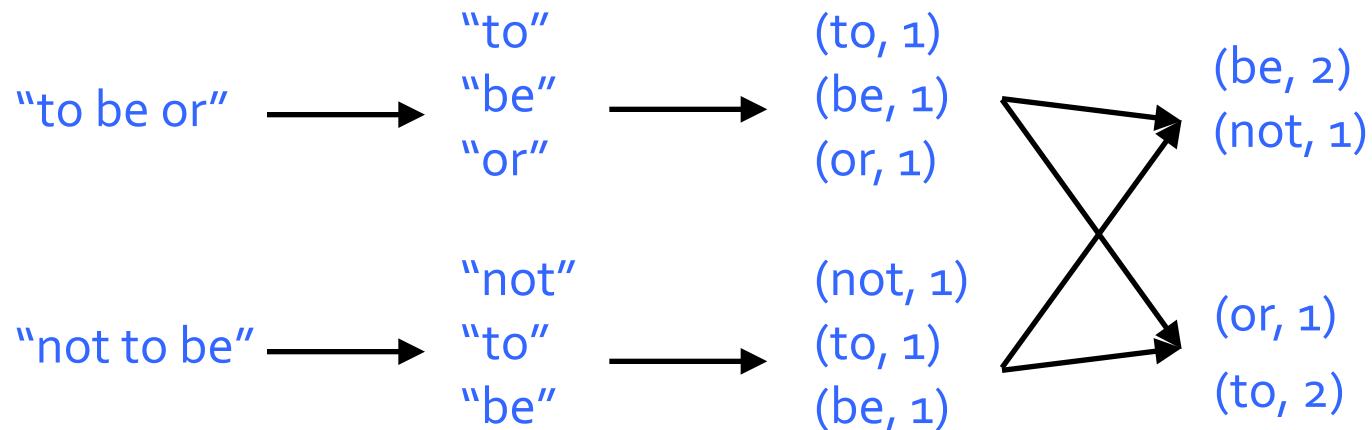 “to be or”
“to”
“be”
“or”
(to, 1)
(be, 1)
(or, 1)
(be, 2)
(not, 1)
“not to be”
“not”
“to”
“be”
(not, 1)
(to, 1)
(be, 1)
(or, 1)
(to, 2)